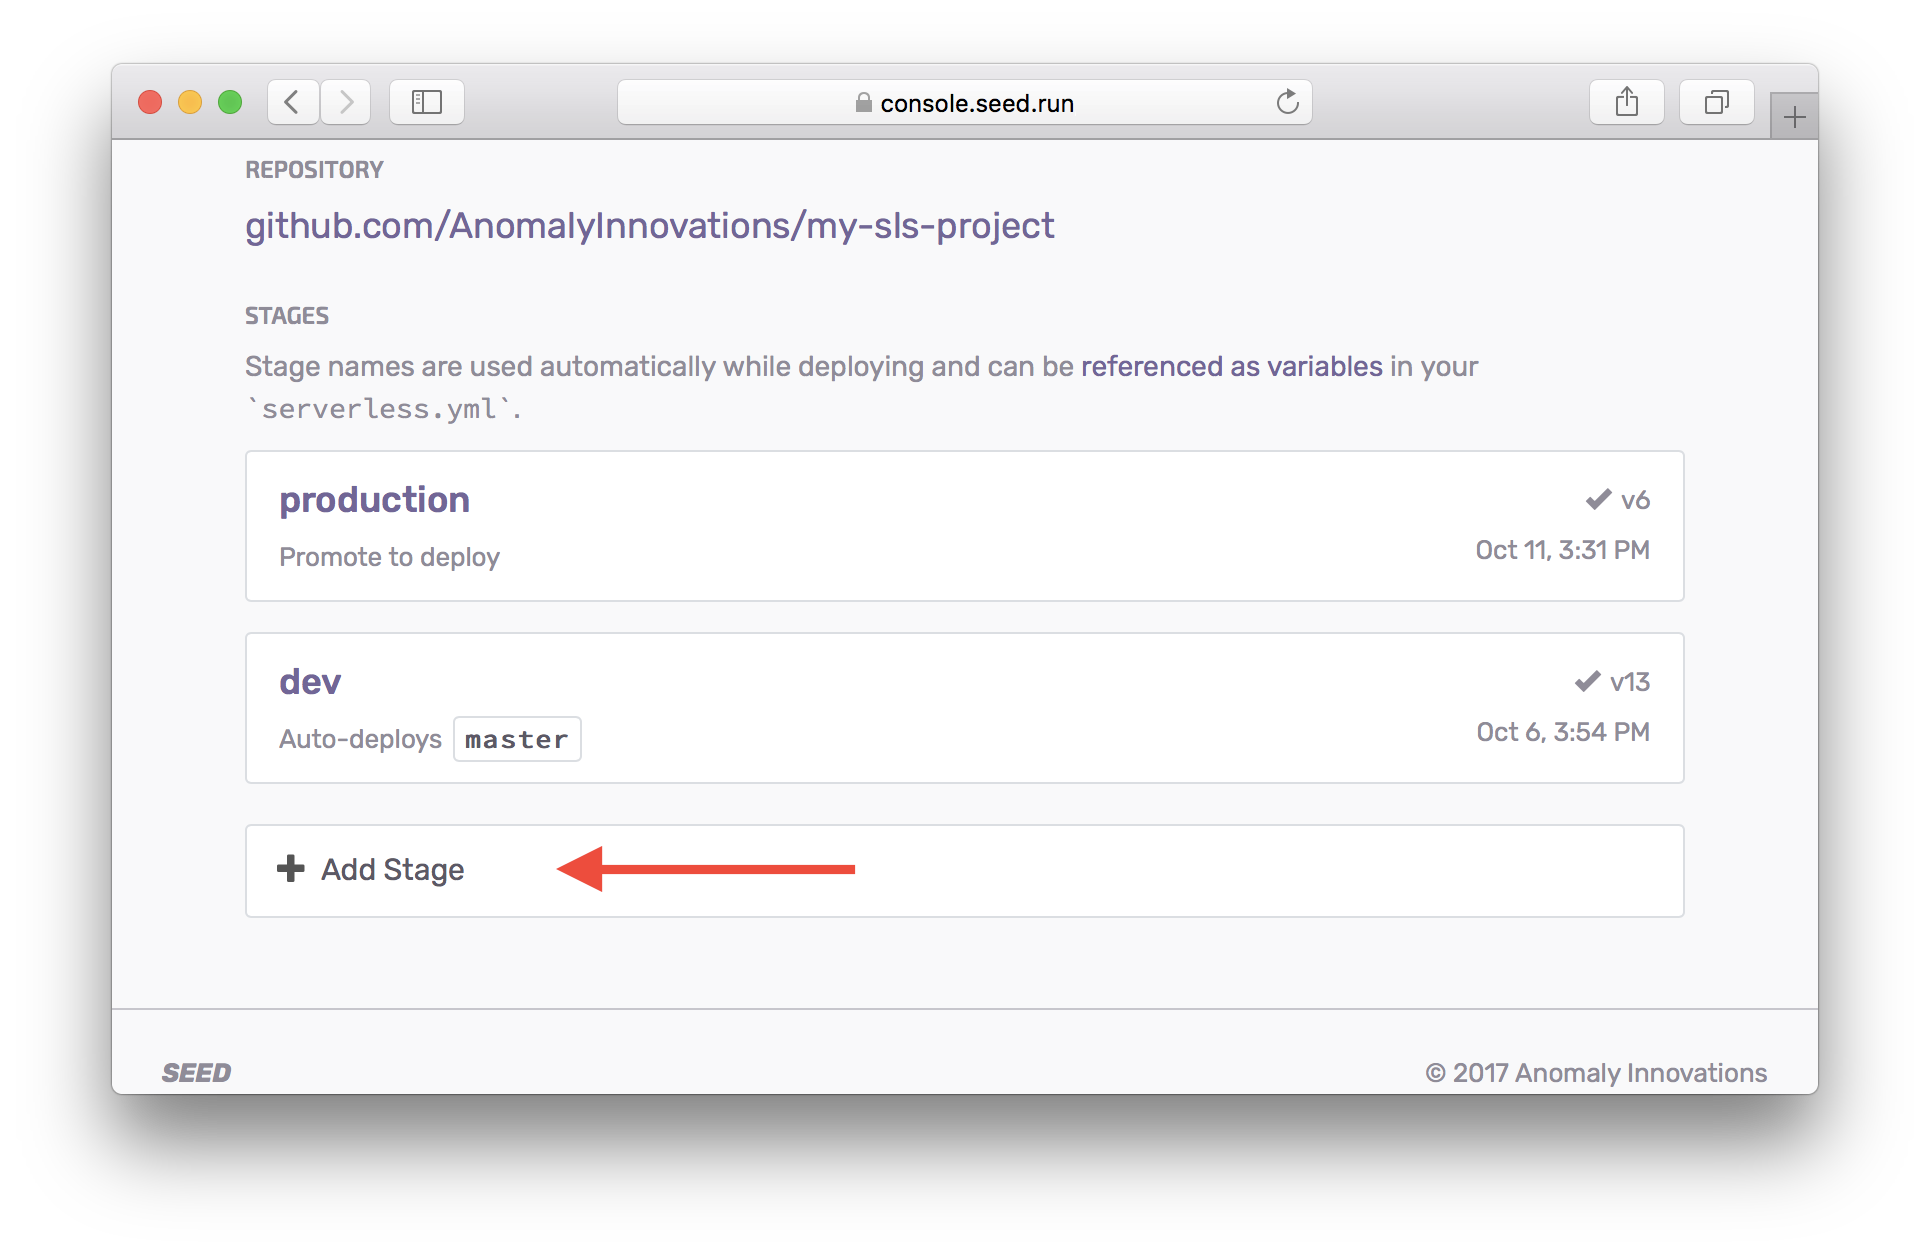 console.seed.run
REPOSITORY
github.com/AnomalyInnovations/my-sls-project
STAGES
Stage names are used automatically while deploying and can be referenced as variables in your
`serverless.yml`.
production
✔ v6
Promote to deploy
Oct 11, 3:31 PM
dev
✔ v13
Auto-deploys master
Oct 6, 3:54 PM
Add Stage
SEED
© 2017 Anomaly Innovations